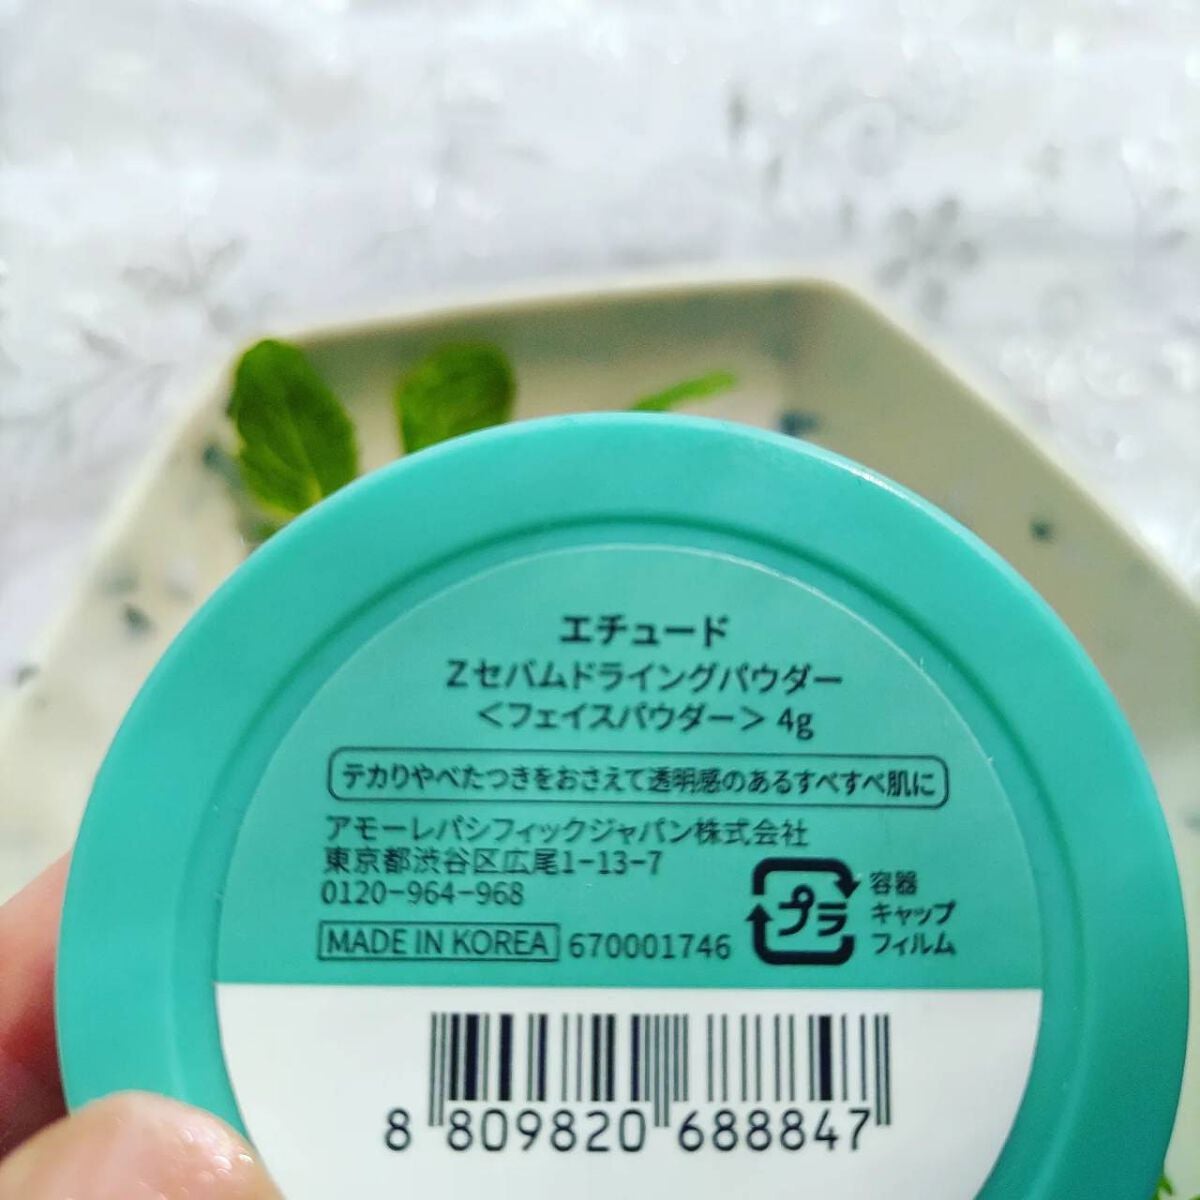 エチュード
Zセバムドライングパウダー
＜フェイスパウダー＞ 4g
テカりやべたつきをおさえて透明感のあるすべすべ肌に
アモーレパシフィックジャパン株式会社
東京都渋谷区広尾1-13-7
0120-964-968
MADE IN KOREA 670001746
プラ
容器
キャップ
フィルム
8 809820 688847